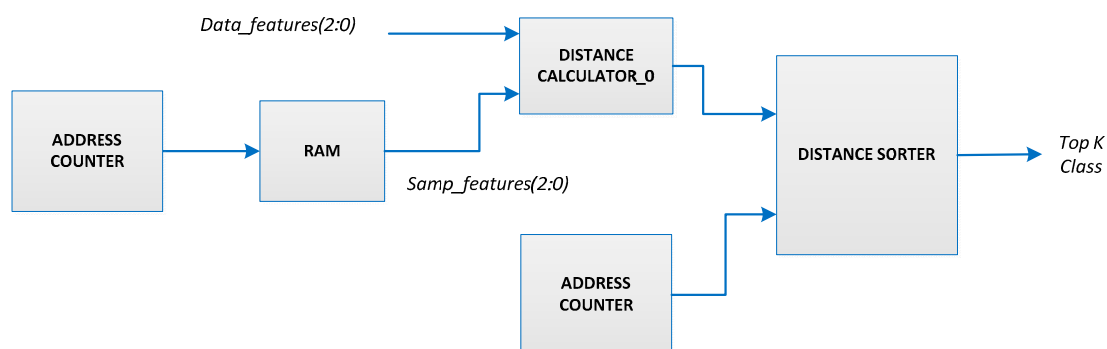 Data_features(2:0)
DISTANCE
CALCULATOR_0
ADDRESS
COUNTER
RAM
Samp_features(2:0)
DISTANCE SORTER
Top K
Class
ADDRESS
COUNTER